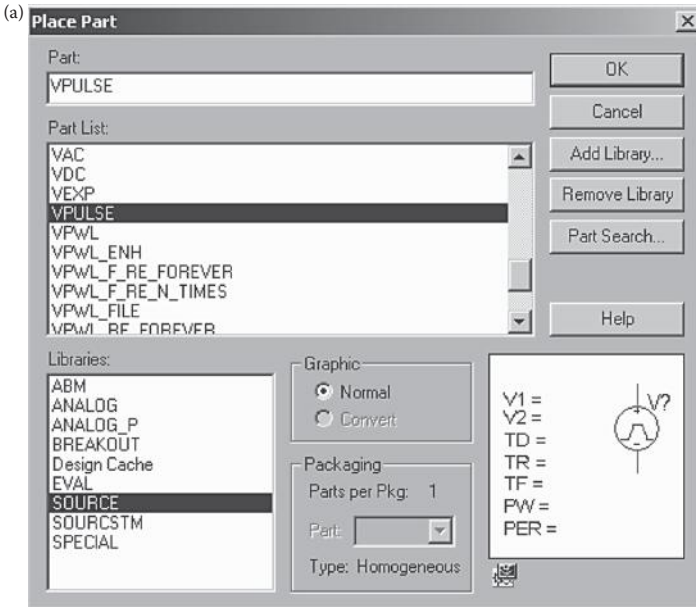 (a)
Place Part
Part:
VPULSE
Part List:
VAC
VDC
VEXP
VPULSE
VPWL
VPWL_ENH
VPWL_F_RE_FOREVER
VPWL_F_RE_N_TIMES
VPWL_FILE
VPWL_RE_FOREVER
OK
Cancel
Add Library...
Remove Library
Part Search...
Help
Libraries:
ABM
ANALOG
ANALOG_P
BREAKOUT
Design Cache
EVAL
SOURCE
SOURCSTM
SPECIAL
Graphic
Normal
Convert
Packaging
Parts per Pkg: 1
Part:
Type: Homogeneous
V1 =
V2 =
TD =
TR =
TF =
PW =
PER =
V?